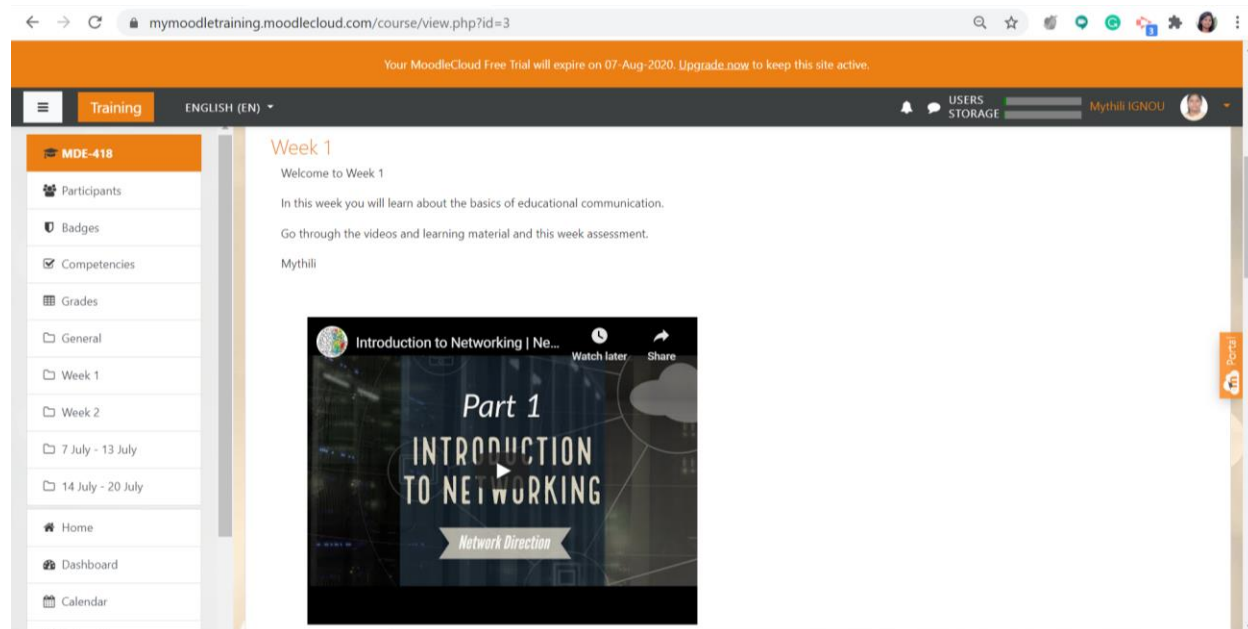 mymoodletraining.moodlecloud.com/course/view.php?id=3
3
Your MoodleCloud Free Trial will expire on 07-Aug-2020. Upgrade now to keep this site active.
Training
ENGLISH (EN)
USERS
STORAGE
Mythili IGNOU
MDE-418
Participants
Badges
Competencies
Grades
General
Week 1
Week 2
7 July - 13 July
14 July - 20 July
Home
Dashboard
Calendar
Week 1
Welcome to Week 1
In this week you will learn about the basics of educational communication.
Go through the videos and learning material and this week assessment.
Mythili
Introduction to Networking | Ne...
Watch later
Share
Part 1
INTRODUCTION
TO NETWORKING
Network Direction
Portal